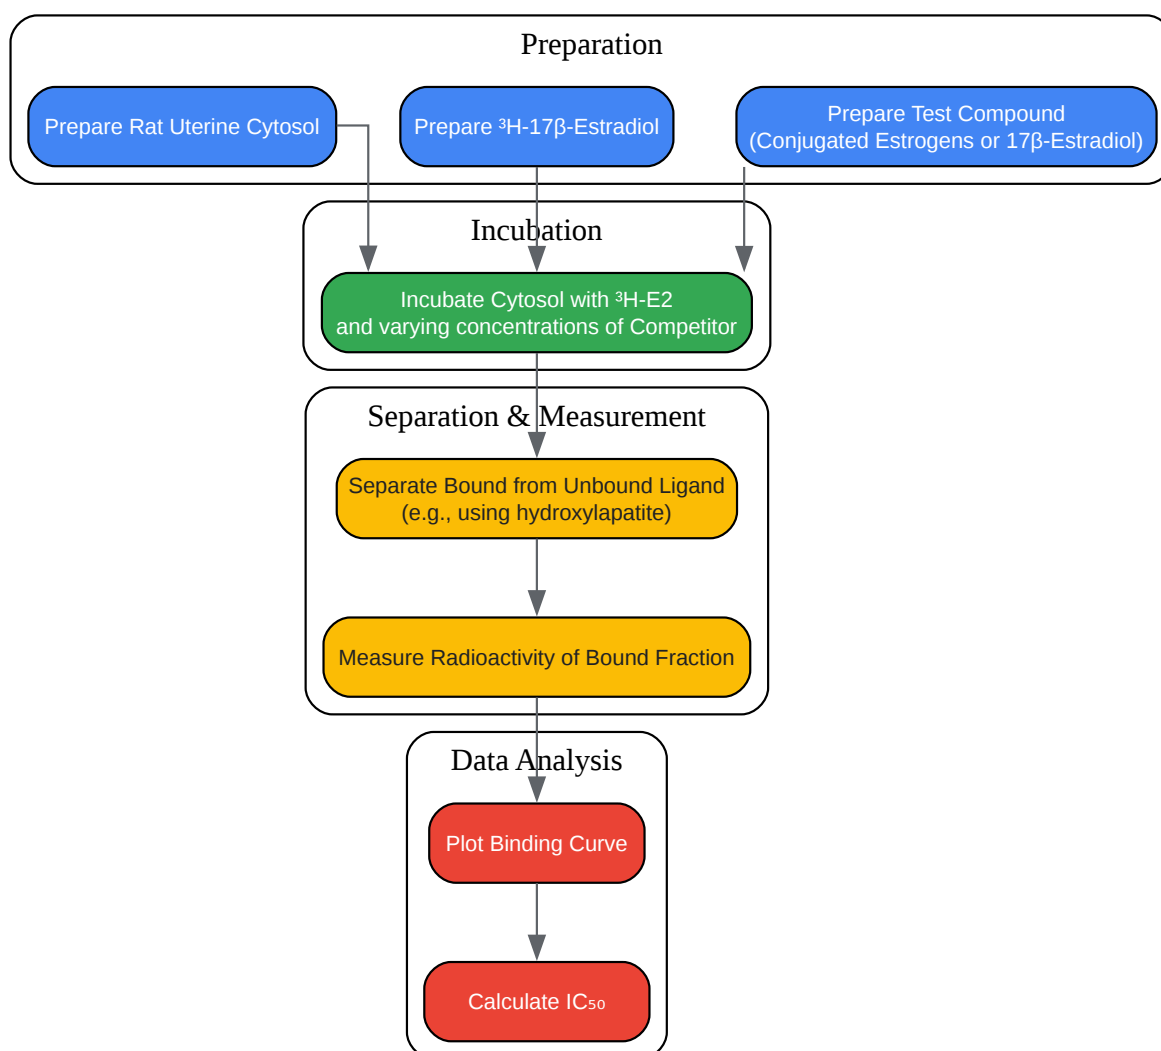 Preparation
Prepare Rat Uterine Cytosol
Prepare ³H-17β-Estradiol
Prepare Test Compound
(Conjugated Estrogens or 17β-Estradiol)
Incubation
Incubate Cytosol with ³H-E2
and varying concentrations of Competitor
Separation & Measurement
Separate Bound from Unbound Ligand
(e.g., using hydroxylapatite)
Measure Radioactivity of Bound Fraction
Data Analysis
Plot Binding Curve
Calculate IC₅₀